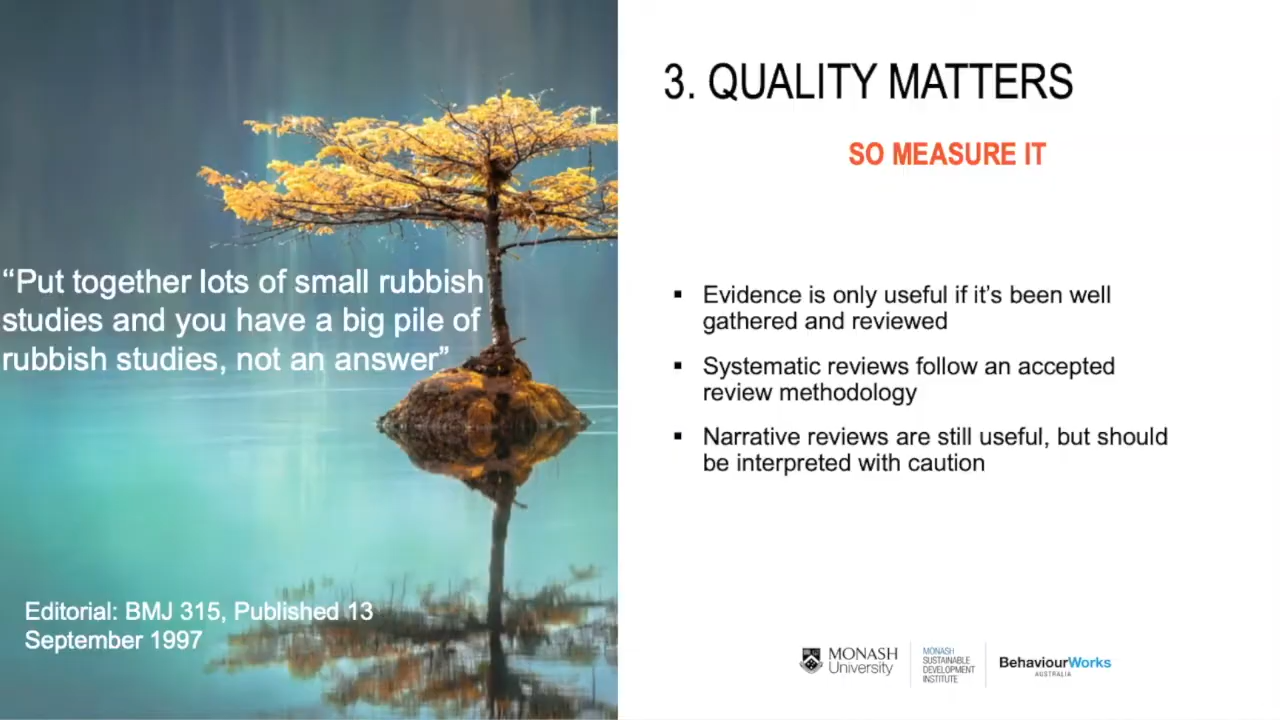 “Put together lots of small rubbish
studies and you have a big pile of
rubbish studies, not an answer”
Editorial: BMJ 315, Published 13
September 1997
3. QUALITY MATTERS
SO MEASURE IT
▪ Evidence is only useful if it’s been well
gathered and reviewed
▪ Systematic reviews follow an accepted
review methodology
▪ Narrative reviews are still useful, but should
be interpreted with caution
MONASH
University
MONASH
SUSTAINABLE
DEVELOPMENT
INSTITUTE
BehaviourWorks
AUSTRALIA